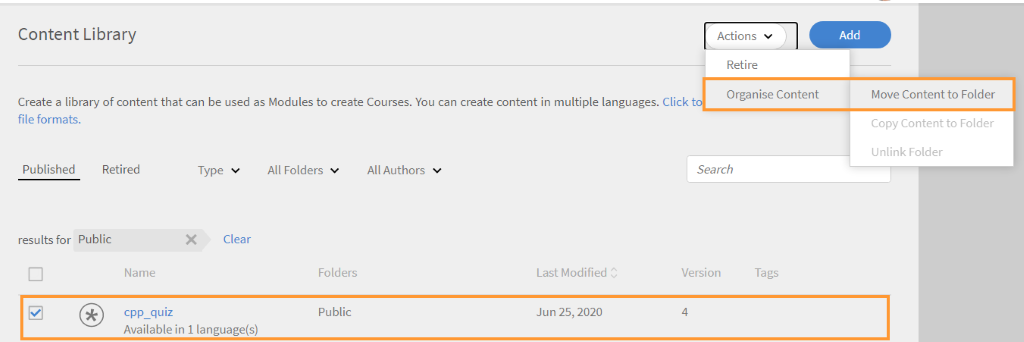 Content Library
Actions
Add
Retire
Organise Content
Move Content to Folder
Copy Content to Folder
Unlink Folder
Create a library of content that can be used as Modules to create Courses. You can create content in multiple languages. Click to
file formats.
Published Retired Type All Folders All Authors Search
results for Public Clear
Name Folders Last Modified Version Tags
cpp_quiz Public Jun 25, 2020 4
Available in 1 language(s)